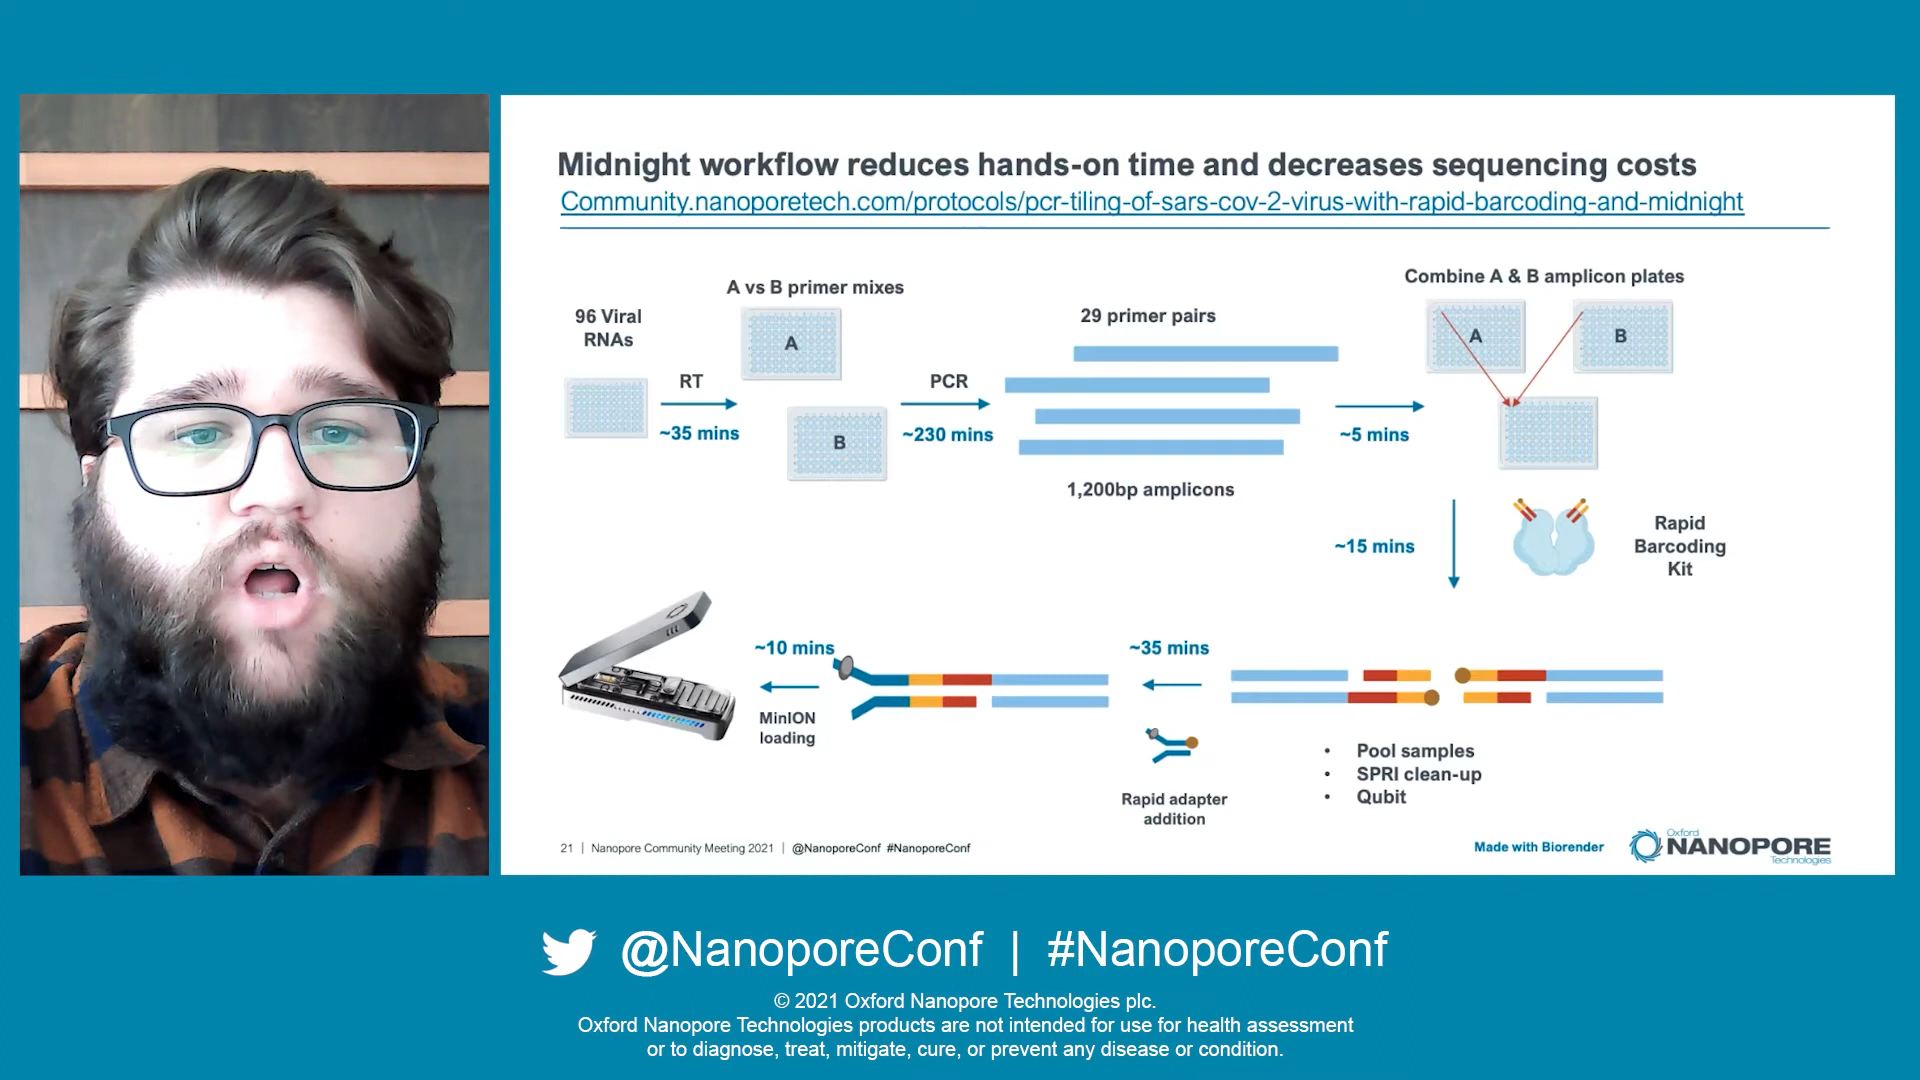 Midnight workflow reduces hands-on time and decreases sequencing costs
Community.nanoporetech.com/protocols/pcr-tiling-of-sars-cov-2-virus-with-rapid-barcoding-and-midnight
96 Viral
RNAs
RT
~35 mins
A vs B primer mixes
A
B
PCR
~230 mins
29 primer pairs
1,200bp amplicons
~5 mins
Combine A & B amplicon plates
A
B
~15 mins
Rapid
Barcoding
Kit
• Pool samples
• SPRI clean-up
• Qubit
~35 mins
Rapid adapter
addition
~10 mins
MinION
loading
21 | Nanopore Community Meeting 2021 | @NanoporeConf #NanoporeConf
Made with Biorender
Oxford
NANOPORE
Technologies
@NanoporeConf | #NanoporeConf
© 2021 Oxford Nanopore Technologies plc.
Oxford Nanopore Technologies products are not intended for use for health assessment
or to diagnose, treat, mitigate, cure, or prevent any disease or condition.